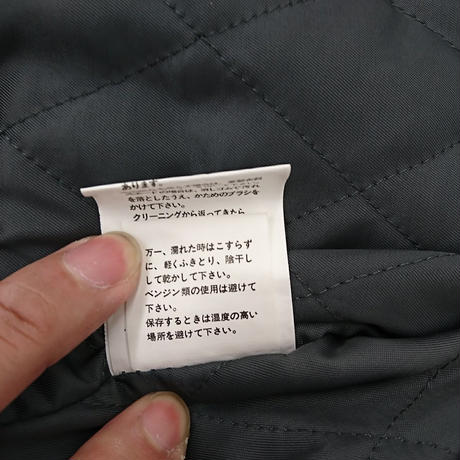 あります。
を落としたうえ、かためのブラシを
かけて下さい。
クリーニングから返ってきたら
万一、濡れた時はこすらず
に、軽くふきとり、陰干し
して乾かして下さい。
ベンジン類の使用は避けて
下さい。
保存するときは湿度の高い
場所を避けて下さい。